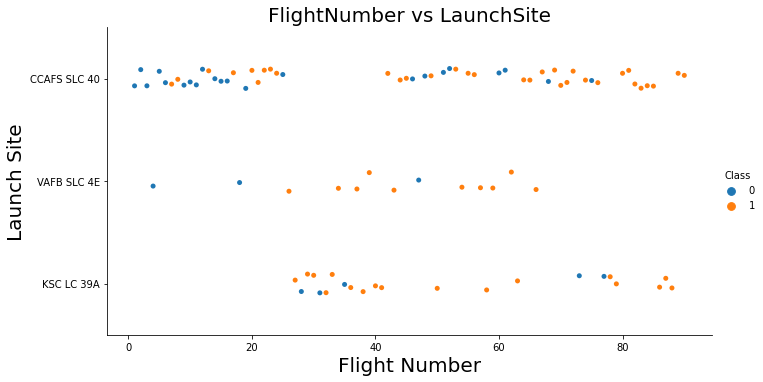 FlightNumber vs LaunchSite
Launch Site
CCAFS SLC 40
VAFB SLC 4E
KSC LC 39A
0 20 40 60 80
Flight Number
Class
0
1